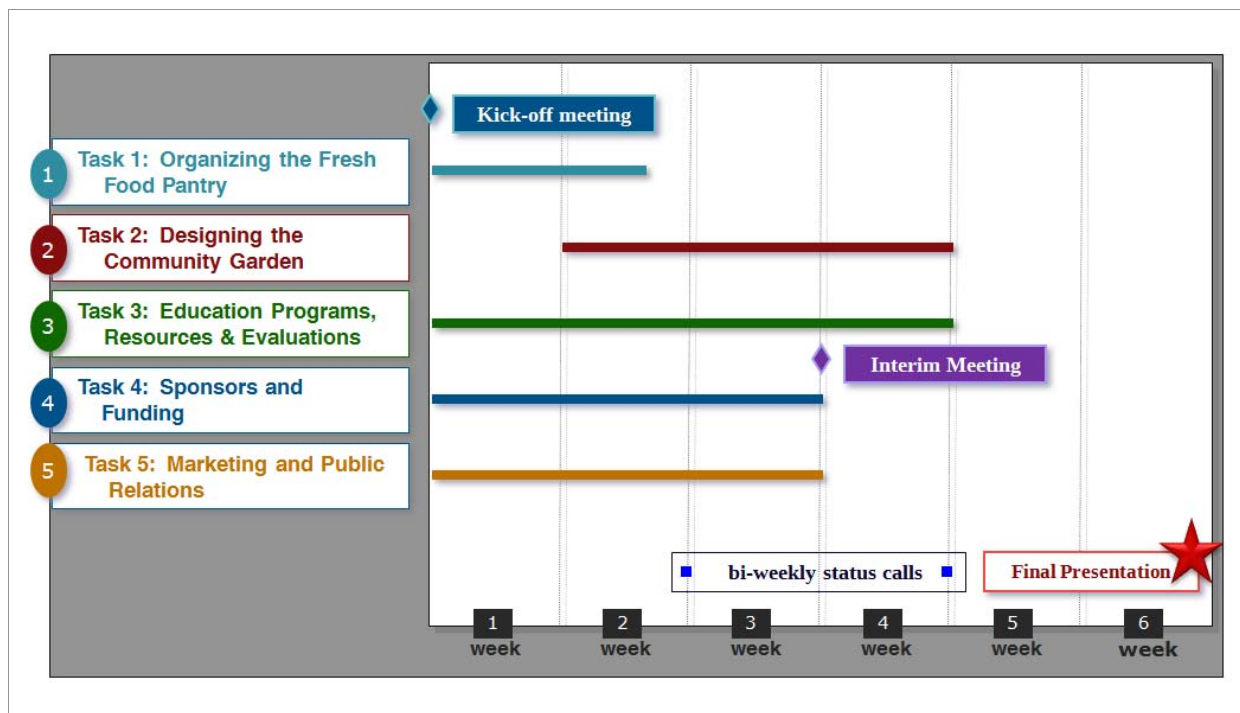 Kick-off meeting
1
Task 1: Organizing the Fresh
Food Pantry
2
Task 2: Designing the
Community Garden
3
Task 3: Education Programs,
Resources & Evaluations
Interim Meeting
4
Task 4: Sponsors and
Funding
5
Task 5: Marketing and Public
Relations
bi-weekly status calls
Final Presentation
1 2 3 4 5 6
week week week week week week